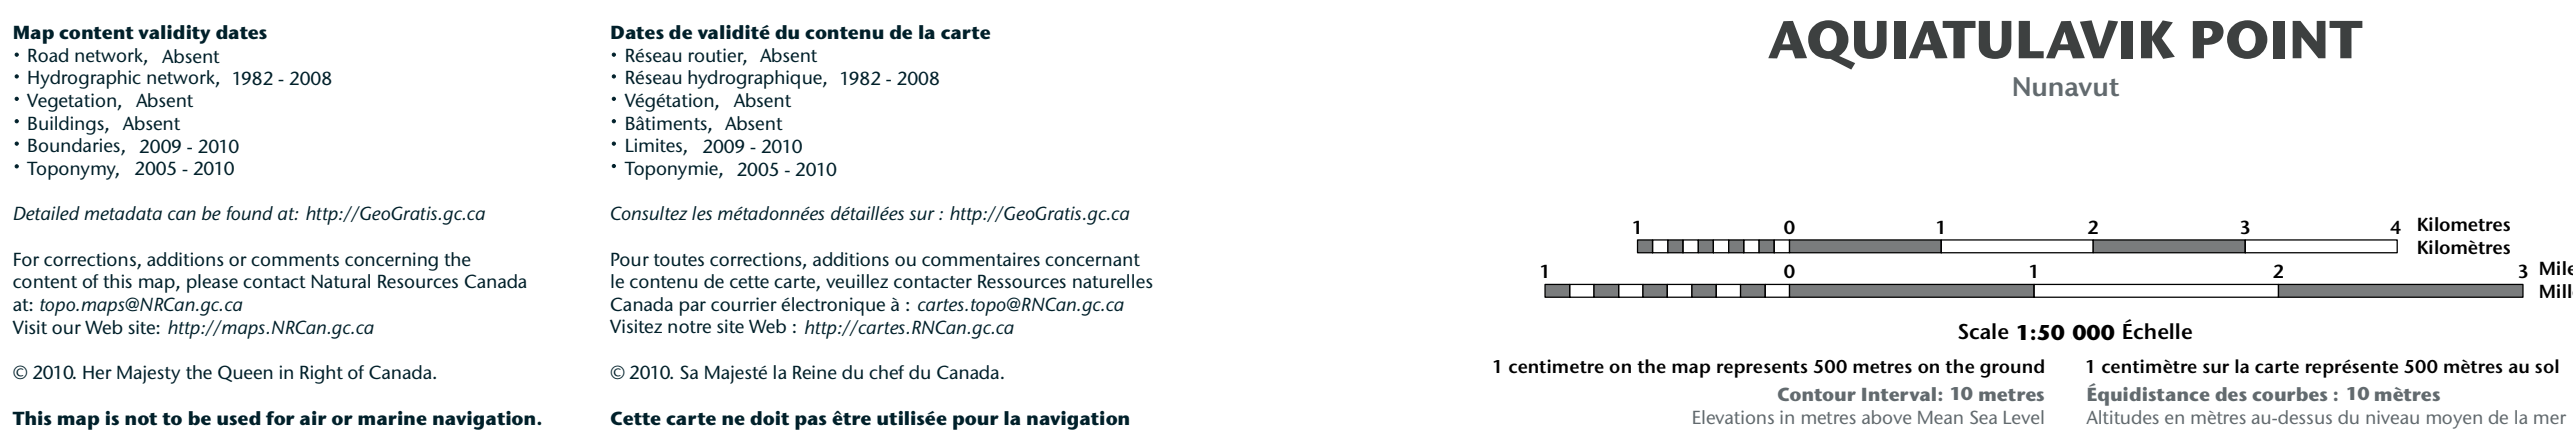 Map content validity dates
• Road network, Absent
• Hydrographic network, 1982 - 2008
• Vegetation, Absent
• Buildings, Absent
• Boundaries, 2009 - 2010
• Toponymy, 2005 - 2010
Detailed metadata can be found at: http://GeoGratis.gc.ca
For corrections, additions or comments concerning the
content of this map, please contact Natural Resources Canada
at: topo.maps@NRCan.gc.ca
Visit our Web site: http://maps.NRCan.gc.ca
© 2010. Her Majesty the Queen in Right of Canada.
This map is not to be used for air or marine navigation.
Dates de validité du contenu de la carte
• Réseau routier, Absent
• Réseau hydrographique, 1982 - 2008
• Végétation, Absent
• Bâtiments, Absent
• Limites, 2009 - 2010
• Toponymie, 2005 - 2010
Consultez les métadonnées détaillées sur : http://GeoGratis.gc.ca
Pour toutes corrections, additions ou commentaires concernant
le contenu de cette carte, veuillez contacter Ressources naturelles
Canada par courrier électronique à : cartes.topo@RNCan.gc.ca
Visitez notre site Web : http://cartes.RNCan.gc.ca
© 2010. Sa Majesté la Reine du chef du Canada.
Cette carte ne doit pas être utilisée pour la navigation
AQUIATULAVIK POINT
Nunavut
1 0 1 2 3 4 Kilometres
Kilomètres
1 0 1 2 3 Mile
Mill
Scale 1:50 000 Échelle
1 centimetre on the map represents 500 metres on the ground
Contour Interval: 10 metres
Elevations in metres above Mean Sea Level
1 centimètre sur la carte représente 500 mètres au sol
Équidistance des courbes : 10 mètres
Altitudes en mètres au-dessus du niveau moyen de la mer